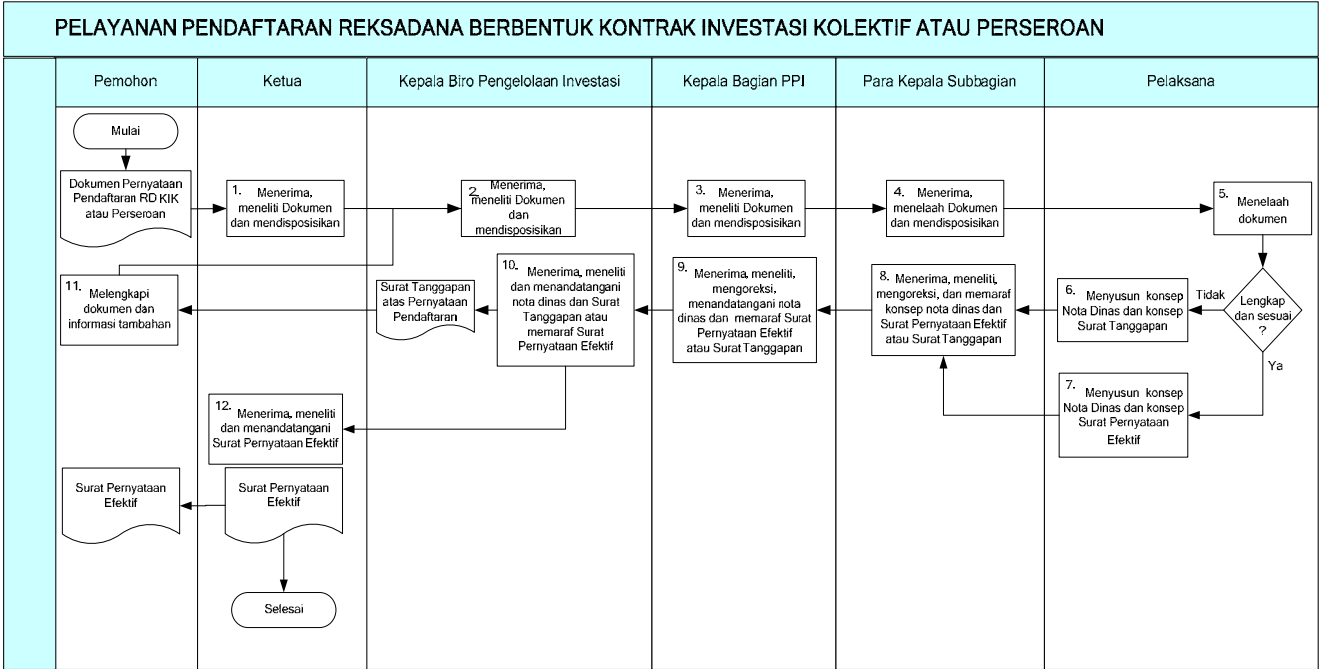 PELAYANAN PENDAFTARAN REKSADANA BERBENTUK KONTRAK INVESTASI KOLEKTIF ATAU PERSEROAN
Pemohon
Ketua
Kepala Biro Pengelolaan Investasi
Kepala Bagian PPI
Para Kepala Subbagian
Pelaksana
Mulai
Dokumen Pernyataan
Pendaftaran RD KIK
atau Perseroan
1. Menerima,
meneliti Dokumen
dan mendisposisikan
2. Menerima,
meneliti Dokumen
dan
mendisposisikan
3. Menerima,
meneliti Dokumen
dan mendisposisikan
4. Menerima,
menelaah Dokumen
dan mendisposisikan
5. Menelaah
dokumen
Lengkap
dan sesuai
?
Tidak
Ya
6. Menyusun konsep
Nota Dinas dan konsep
Surat Tanggapan
7. Menyusun konsep
Nota Dinas dan konsep
Surat Pernyataan
Efektif
8. Menerima, meneliti,
mengoreksi, dan memaraf
konsep nota dinas dan
Surat Pernyataan Efektif
atau Surat Tanggapan
9. Menerima, meneliti,
mengoreksi,
menandatangani nota
dinas dan memaraf Surat
Pernyataan Efektif
atau Surat Tanggapan
10. Menerima, meneliti
dan menandatangani
nota dinas dan Surat
Tanggapan atau
memaraf Surat
Pernyataan Efektif
Surat Tanggapan
atas Pernyataan
Pendaftaran
11. Melengkapi
dokumen dan
informasi tambahan
12. Menerima, meneliti
dan menandatangani
Surat Pernyataan Efektif
Surat Pernyataan
Efektif
Surat Pernyataan
Efektif
Selesai